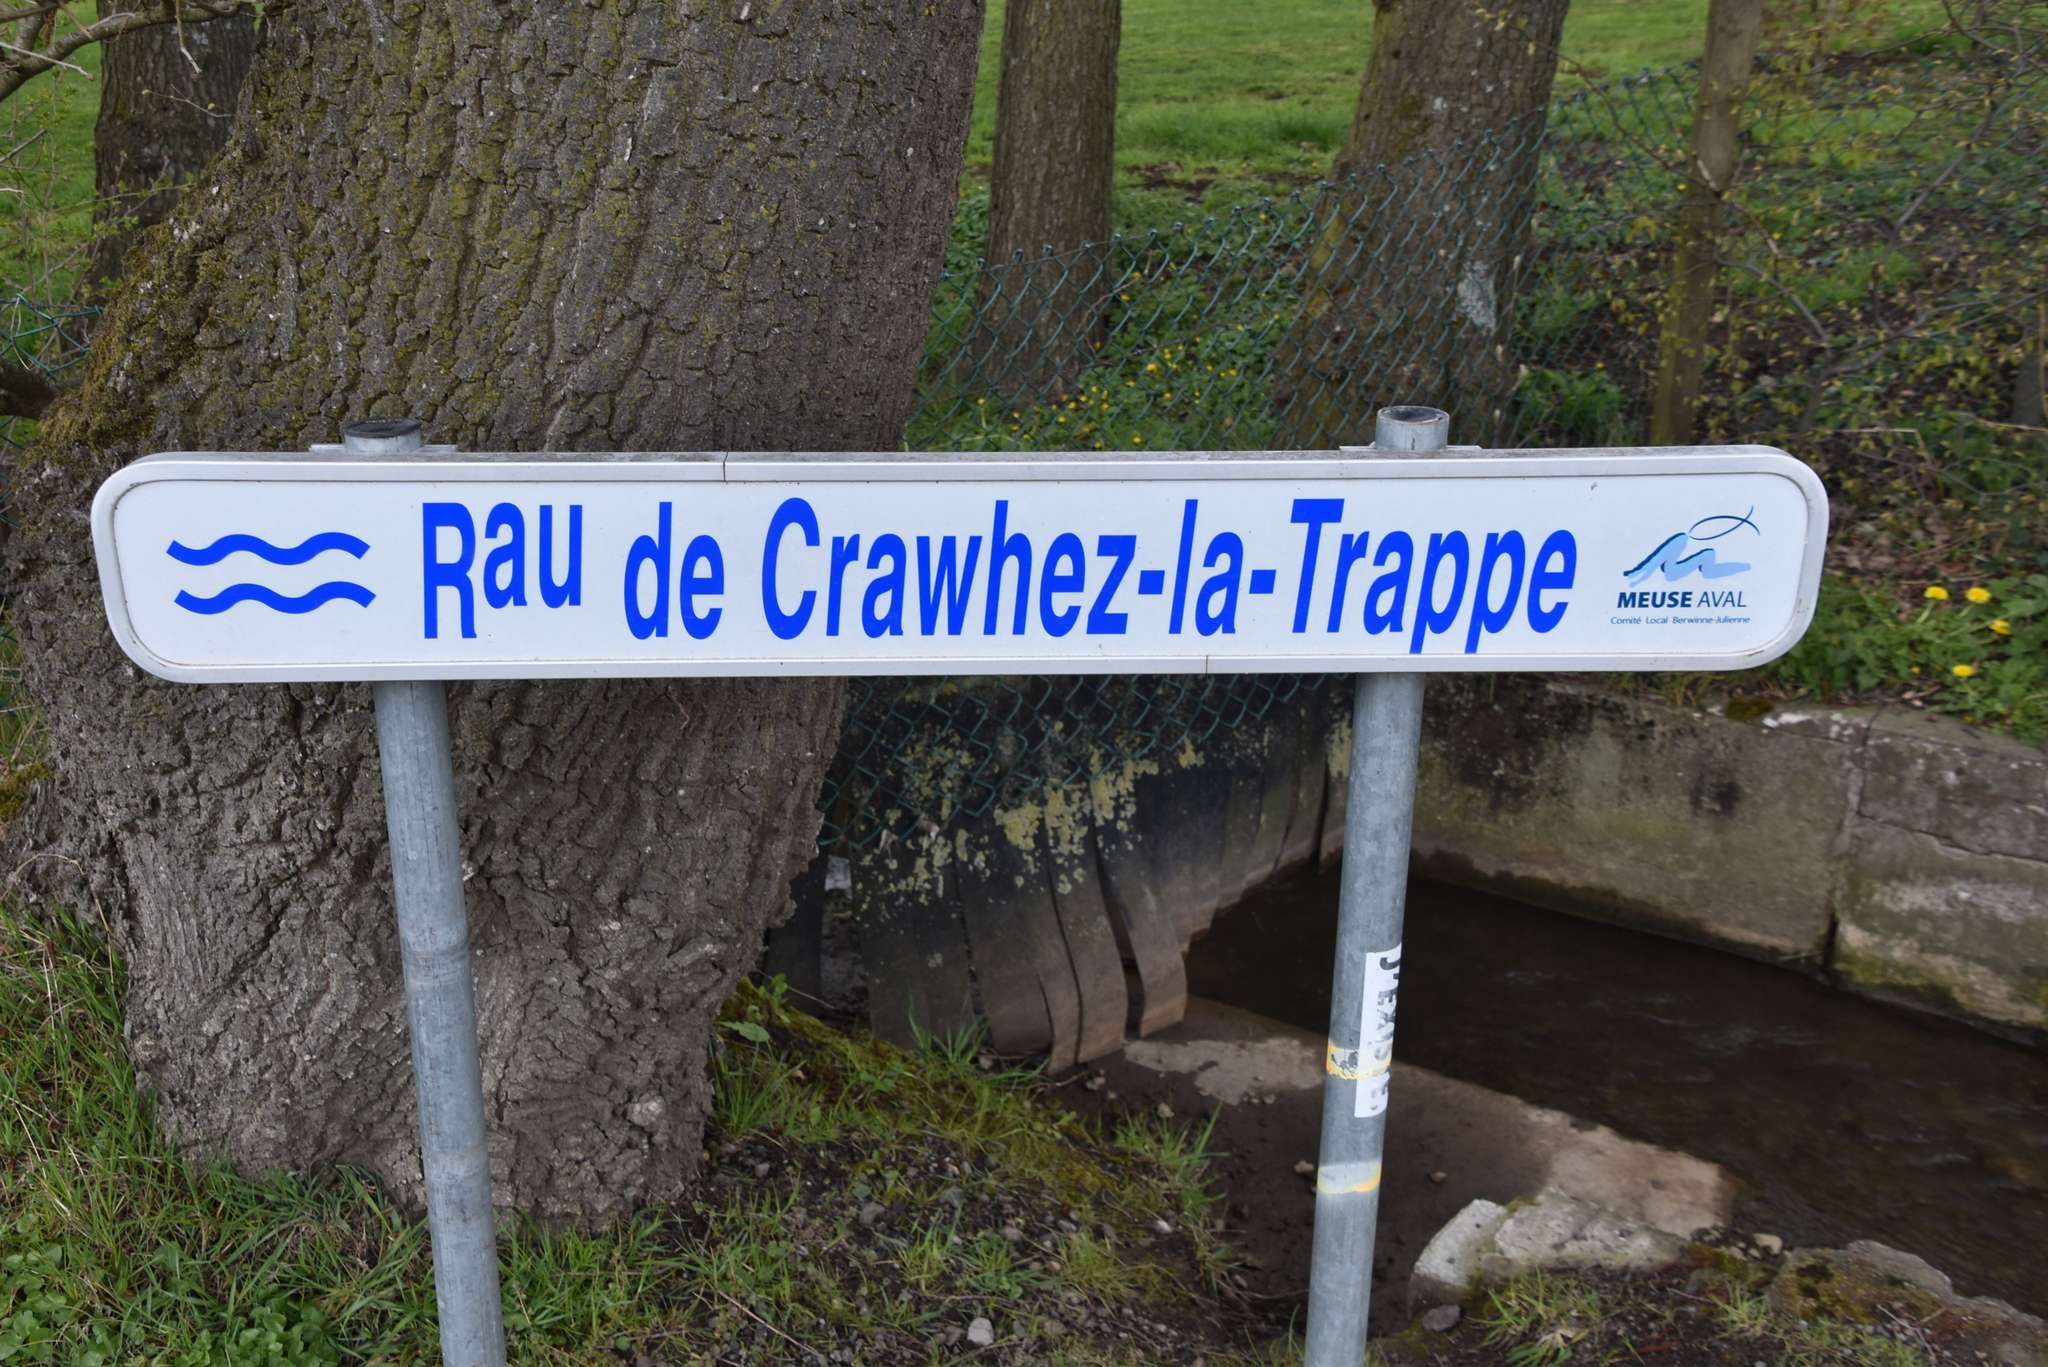 Rau de Crawhez-la-Trappe
MEUSE AVAL
Comité Local Berwinne-Julienne